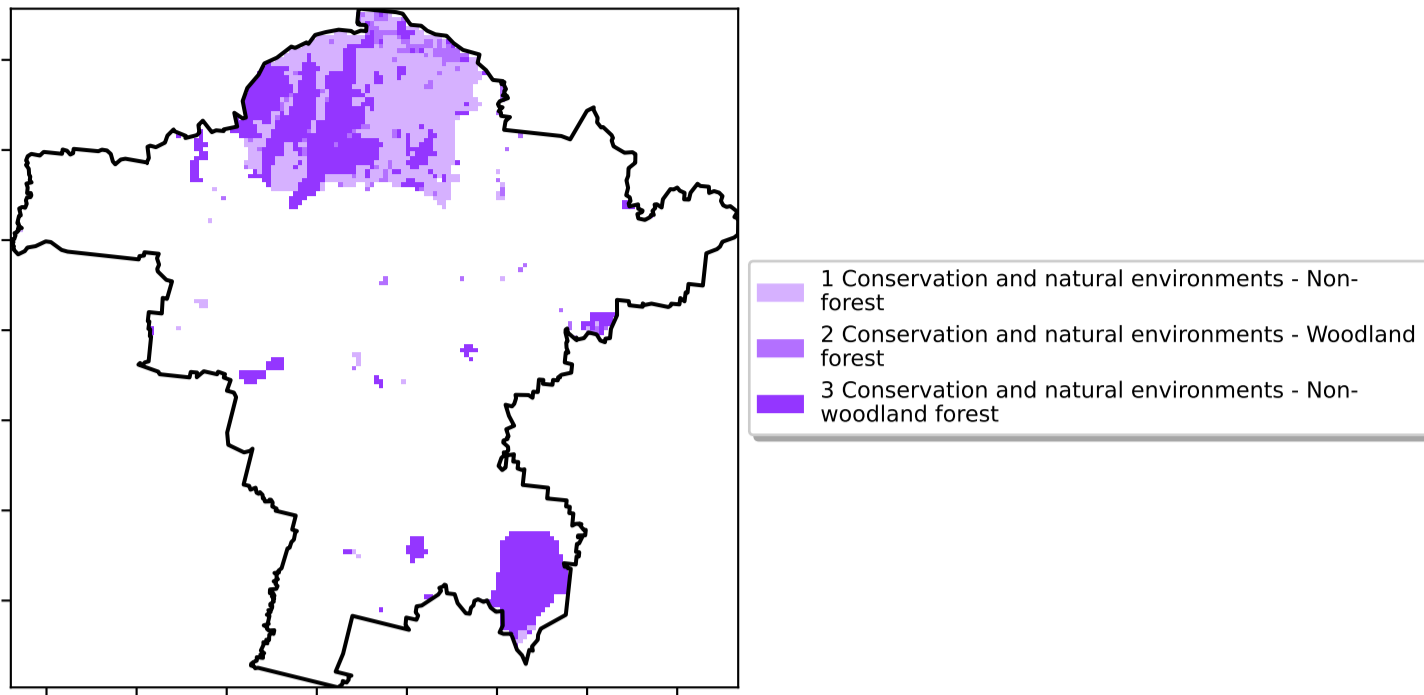 1 Conservation and natural environments - Non-
forest
2 Conservation and natural environments - Woodland
forest
3 Conservation and natural environments - Non-
woodland forest